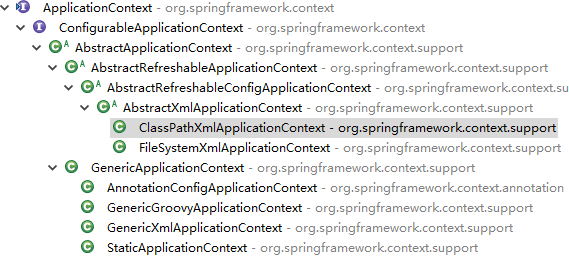 ApplicationContext - org.springframework.context
ConfigurableApplicationContext - org.springframework.context
AbstractApplicationContext - org.springframework.context.support
AbstractRefreshableApplicationContext - org.springframework.context.support
AbstractRefreshableConfigApplicationContext - org.springframework.context.su
AbstractXmlApplicationContext - org.springframework.context.support
ClassPathXmlApplicationContext - org.springframework.context.support
FileSystemXmlApplicationContext - org.springframework.context.support
GenericApplicationContext - org.springframework.context.support
AnnotationConfigApplicationContext - org.springframework.context.annotation
GenericGroovyApplicationContext - org.springframework.context.support
GenericXmlApplicationContext - org.springframework.context.support
StaticApplicationContext - org.springframework.context.support